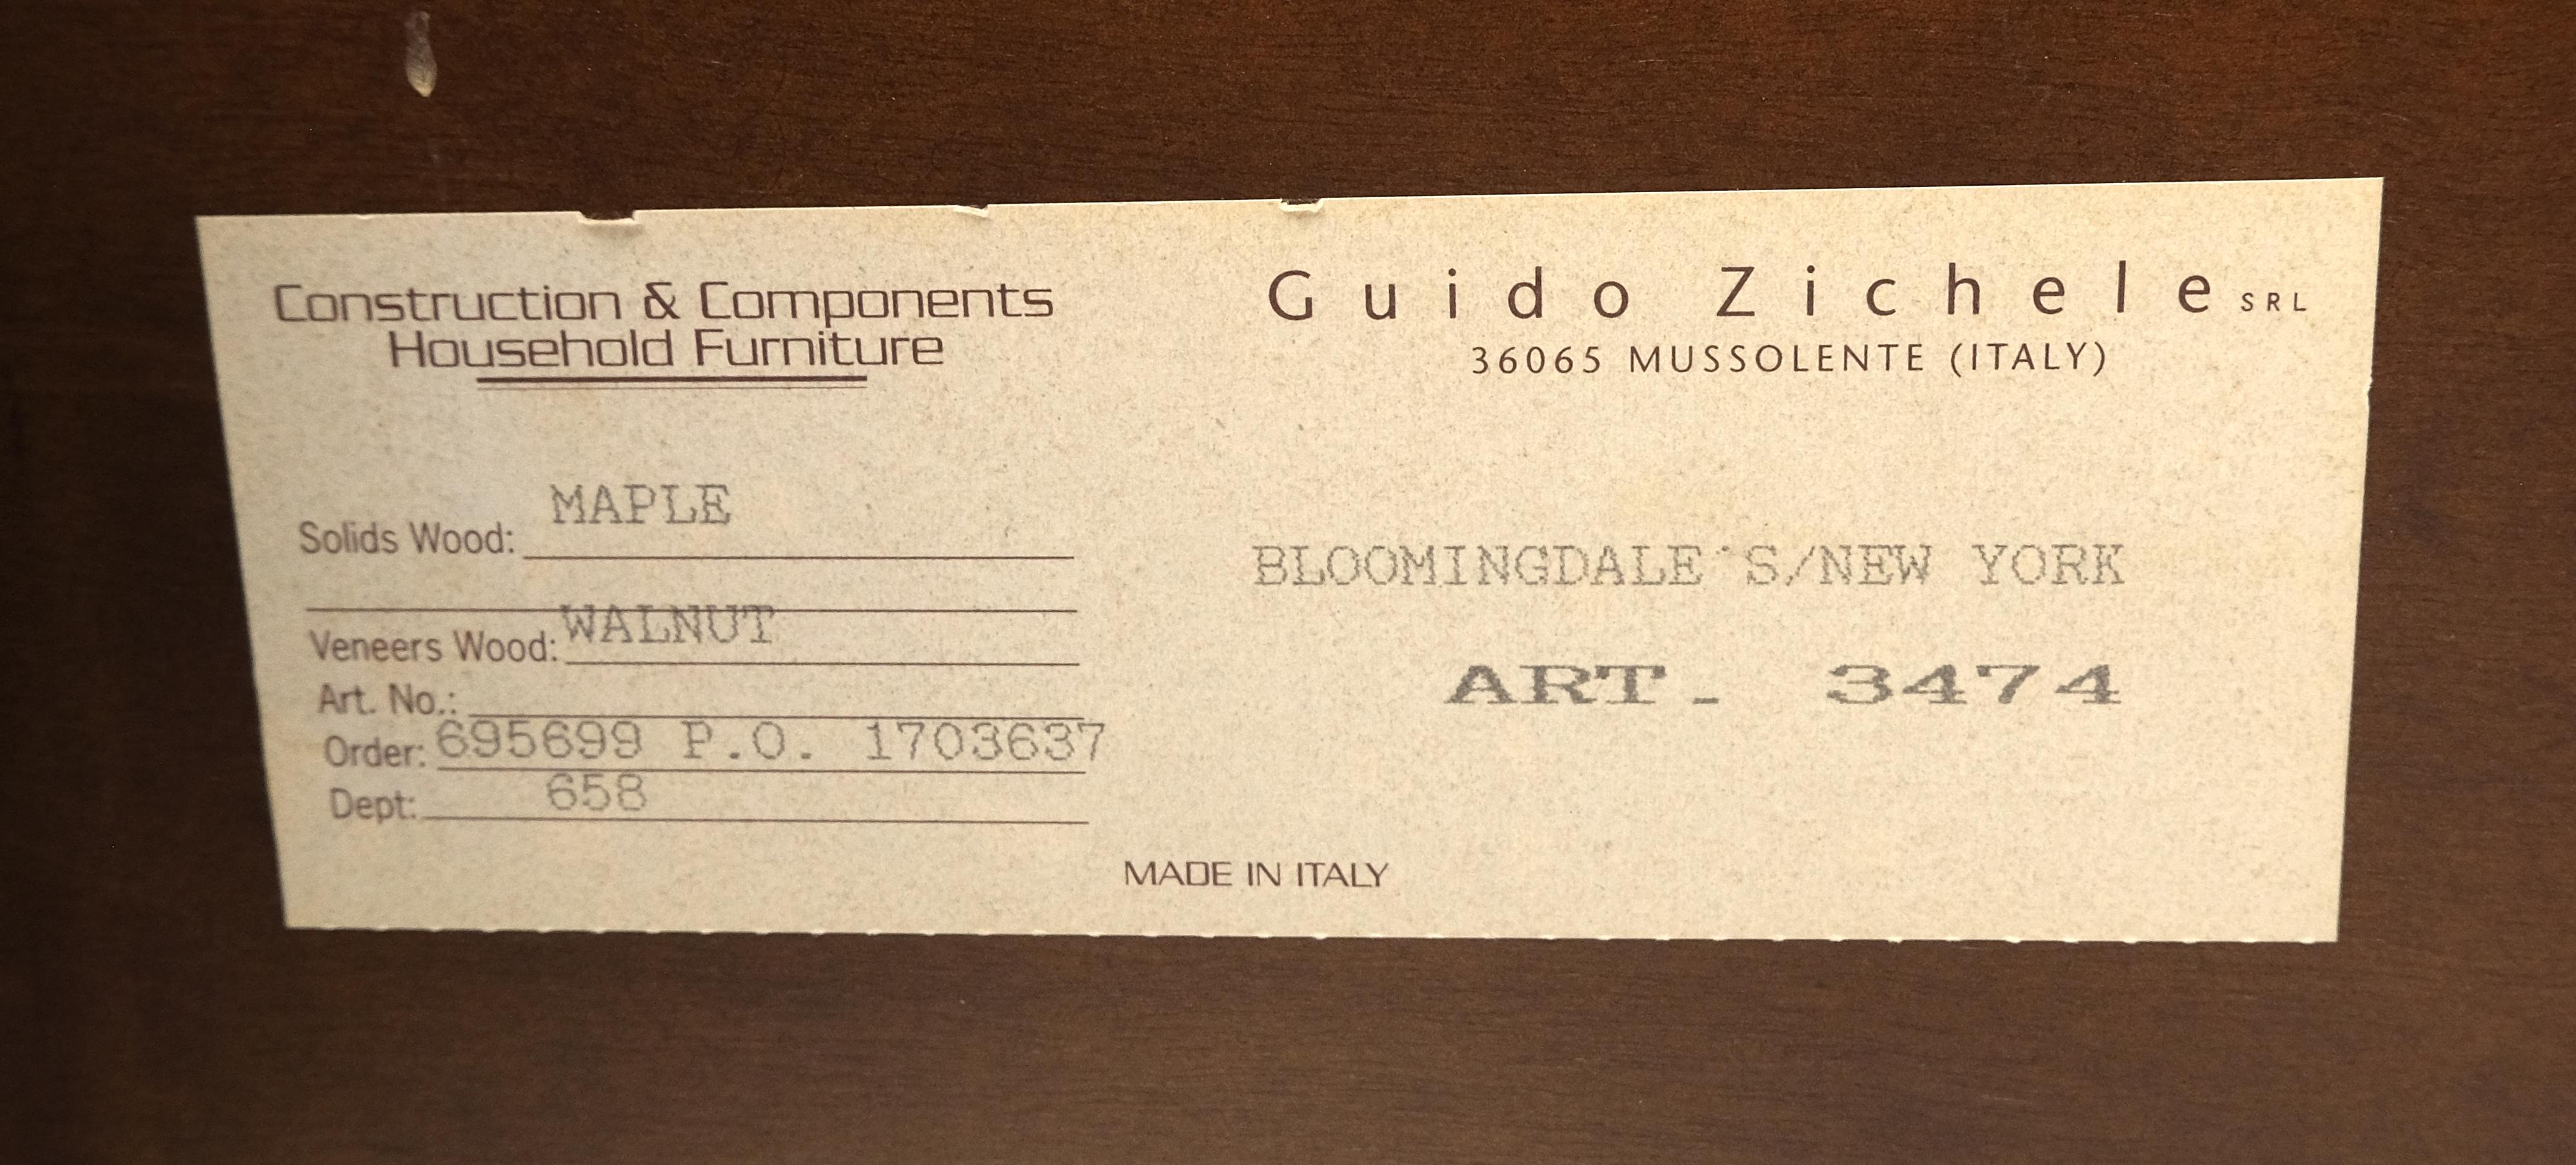 Construction & Components
Household Furniture
Solids Wood: MAPLE
Veneers Wood: WALNUT
Art. No.:
Order: 695699 P.O. 1703637
Dept: 658
Guido Zichele SRL
36065 MUSSOLENTE (ITALY)
BLOOMINGDALE'S/NEW YORK
ART. 3474
MADE IN ITALY